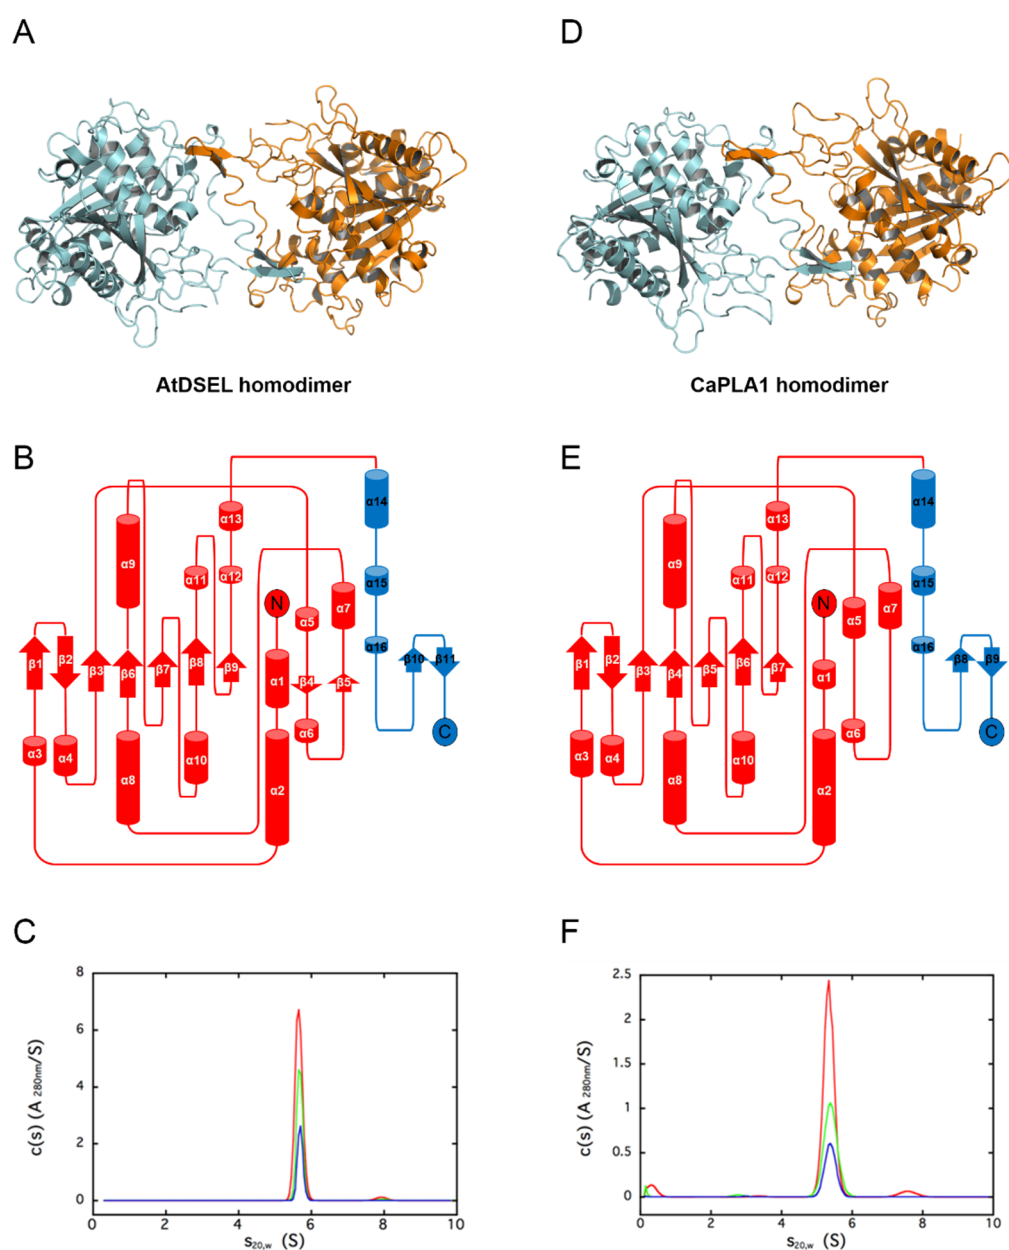 A
D
AtDSEL homodimer
CaPLA1 homodimer
B
E
α14
α13
α9
α11
α12
α15
N
α7
α5
β1
β2
α16
β3
β6
β7
β8
β9
α1
β4
β5
β10
β11
α3
α4
α6
C
α8
α10
α2
α14
α13
α9
α11
α12
α15
N
α7
α5
β1
β2
α16
β3
β4
β5
β6
β7
α1
β8
β9
α3
α4
α6
C
α8
α10
α2
C
F
8
6
4
2
0
c(s) (A 280nm/S)
0 2 4 6 8 10
s20,w (S)
2.5
2
1.5
1
0.5
0
c(s) (A 280nm/S)
0 2 4 6 8 10
s20,w (S)